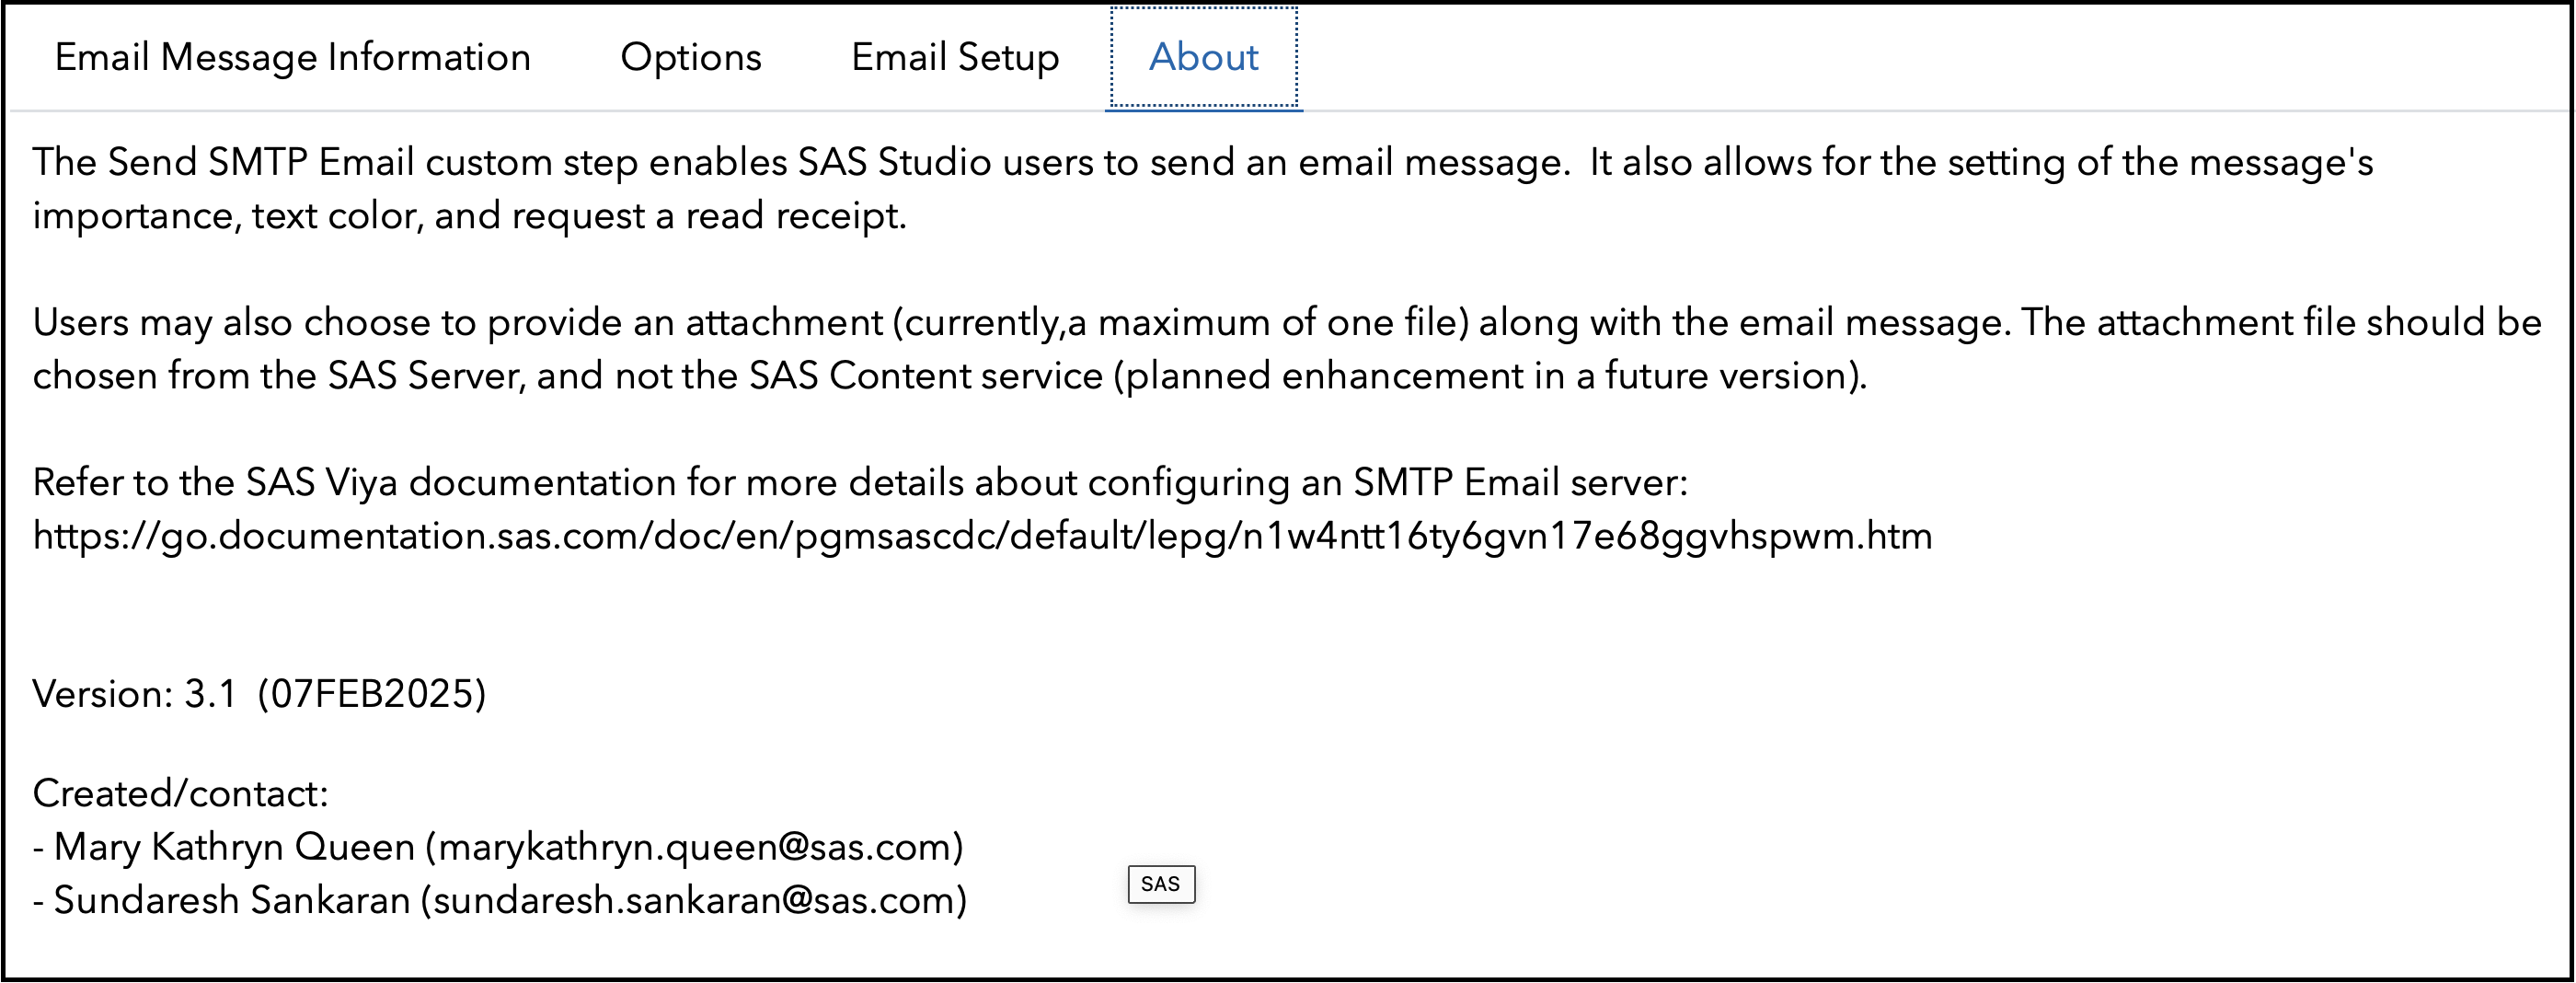 Email Message Information Options Email Setup About
The Send SMTP Email custom step enables SAS Studio users to send an email message.  It also allows for the setting of the message's
importance, text color, and request a read receipt.
Users may also choose to provide an attachment (currently,a maximum of one file) along with the email message. The attachment file should be
chosen from the SAS Server, and not the SAS Content service (planned enhancement in a future version).
Refer to the SAS Viya documentation for more details about configuring an SMTP Email server:
https://go.documentation.sas.com/doc/en/pgmsascdc/default/lepg/n1w4ntt16ty6gvn17e68ggvhspwm.htm
Version: 3.1  (07FEB2025)
Created/contact:
- Mary Kathryn Queen (marykathryn.queen@sas.com)
- Sundaresh Sankaran (sundaresh.sankaran@sas.com)
SAS